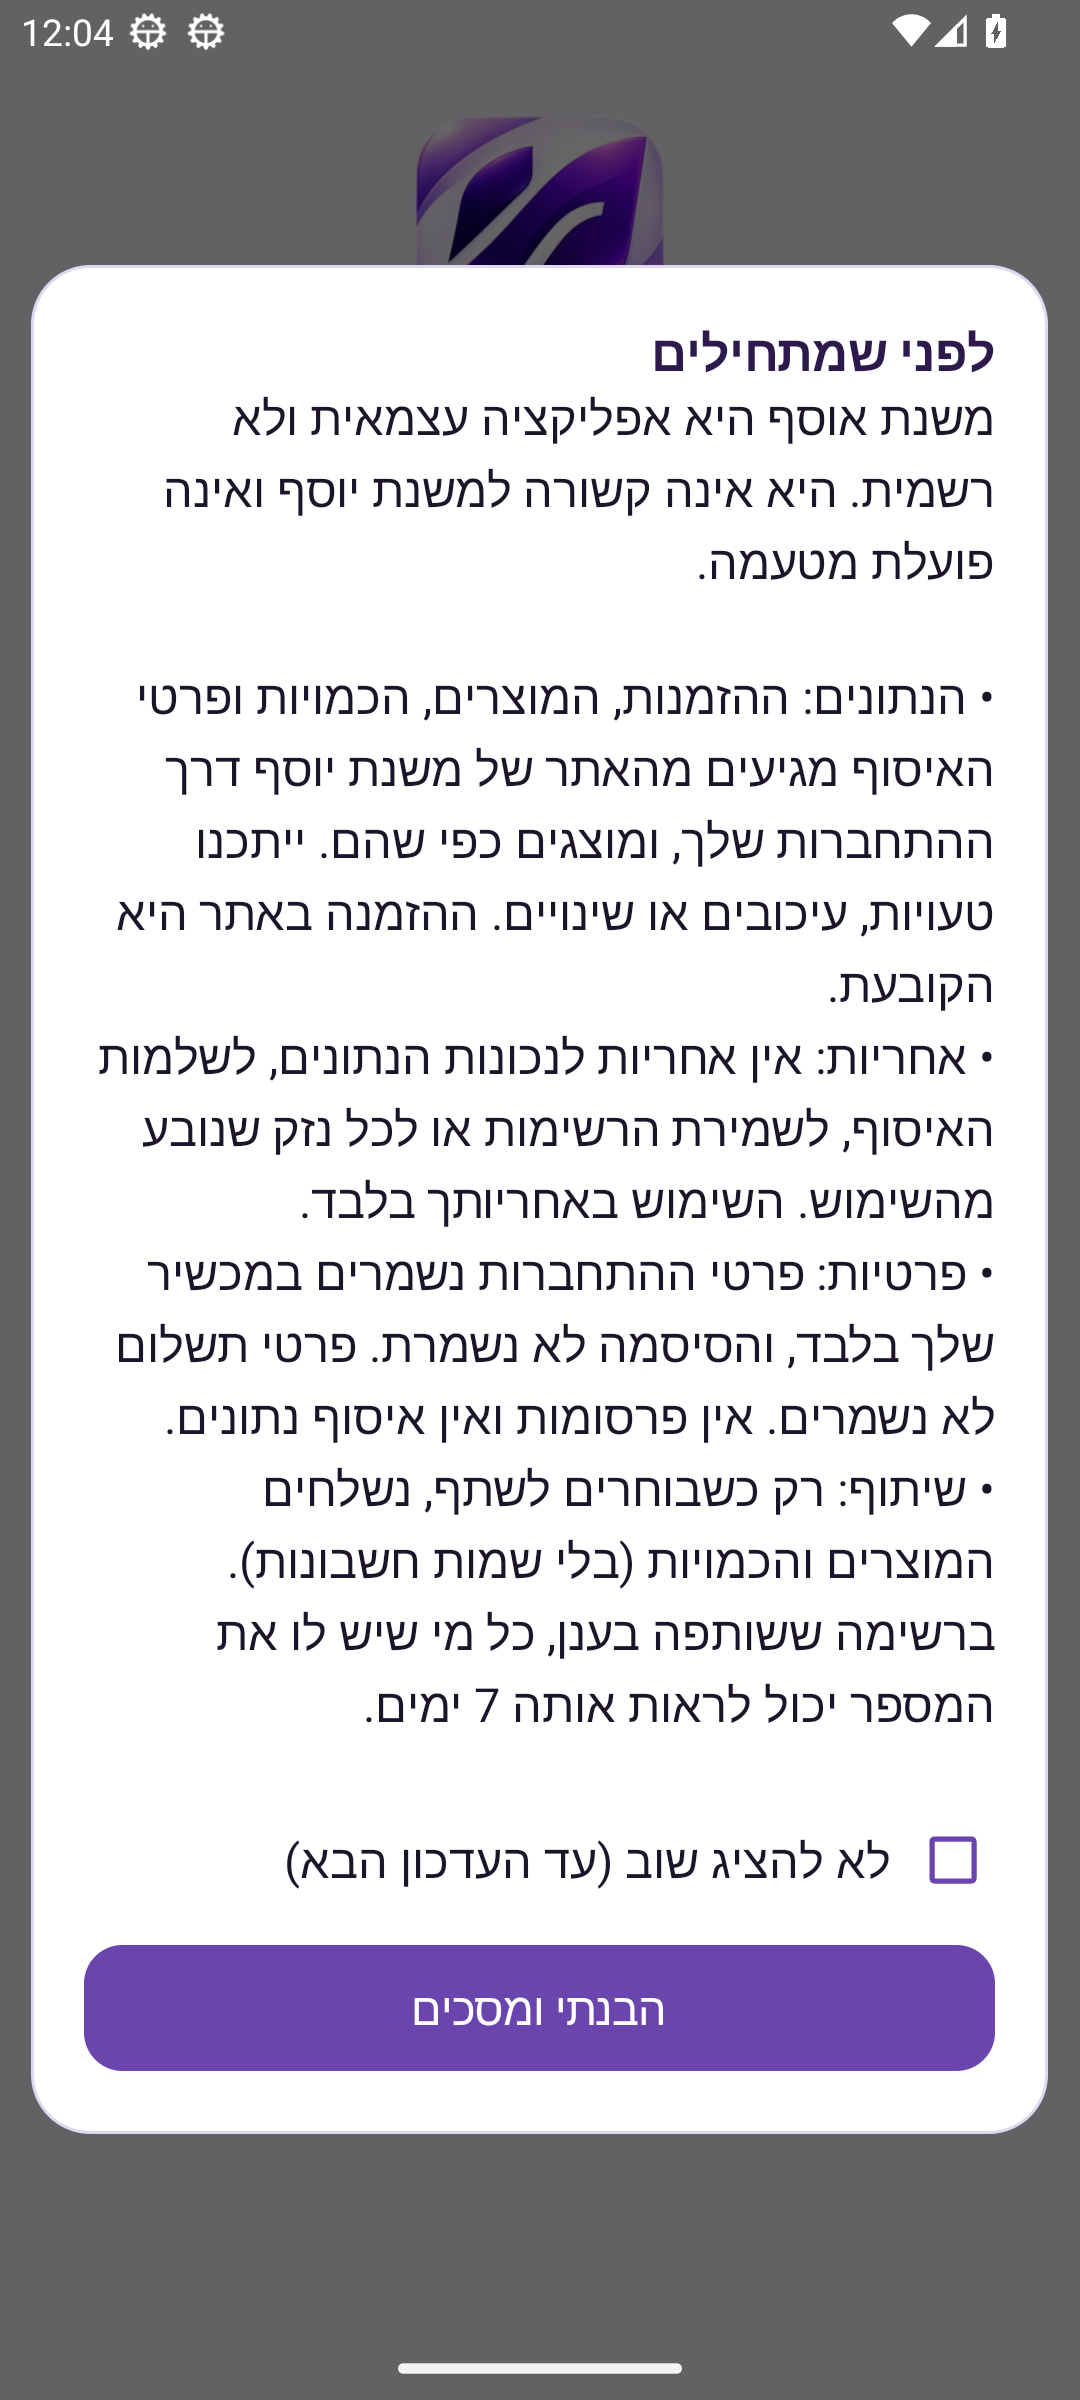 12:04
לפני שמתחילים
משנת אוסף היא אפליקציה עצמאית ולא
רשמית. היא אינה קשורה למשנת יוסף ואינה
פועלת מטעמה.
• הנתונים: ההזמנות, המוצרים, הכמויות ופרטי
האיסוף מגיעים מהאתר של משנת יוסף דרך
ההתחברות שלך, ומוצגים כפי שהם. ייתכנו
טעויות, עיכובים או שינויים. ההזמנה באתר היא
הקובעת.
• אחריות: אין אחריות לנכונות הנתונים, לשלמות
האיסוף, לשמירת הרשימות או לכל נזק שנובע
מהשימוש. השימוש באחריותך בלבד.
• פרטיות: פרטי ההתחברות נשמרים במכשיר
שלך בלבד, והסיסמה לא נשמרת. פרטי תשלום
לא נשמרים. אין פרסומות ואין איסוף נתונים.
• שיתוף: רק כשבוחרים לשתף, נשלחים
המוצרים והכמויות (בלי שמות חשבונות).
ברשימה ששותפה בענן, כל מי שיש לו את
המספר יכול לראות אותה 7 ימים.
לא להציג שוב (עד העדכון הבא)
הבנתי ומסכים